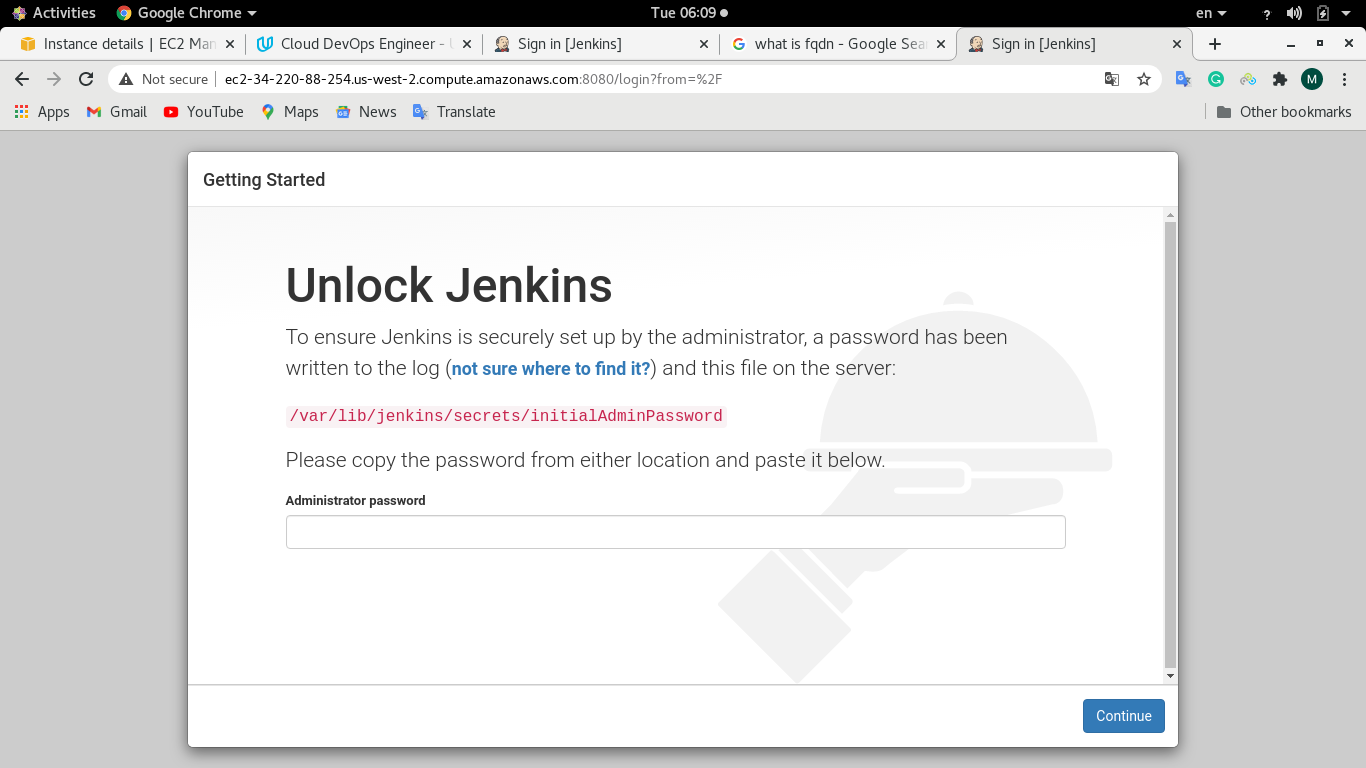 Activities Google Chrome Tue 06:09 en ?
Instance details | EC2 Man Cloud DevOps Engineer - Sign in [Jenkins] what is fqdn - Google Sear Sign in [Jenkins]
Not secure ec2-34-220-88-254.us-west-2.compute.amazonaws.com:8080/login?from=%2F M
Apps Gmail YouTube Maps News Translate Other bookmarks
Getting Started
Unlock Jenkins
To ensure Jenkins is securely set up by the administrator, a password has been
written to the log (not sure where to find it?) and this file on the server:
/var/lib/jenkins/secrets/initialAdminPassword
Please copy the password from either location and paste it below.
Administrator password
Continue